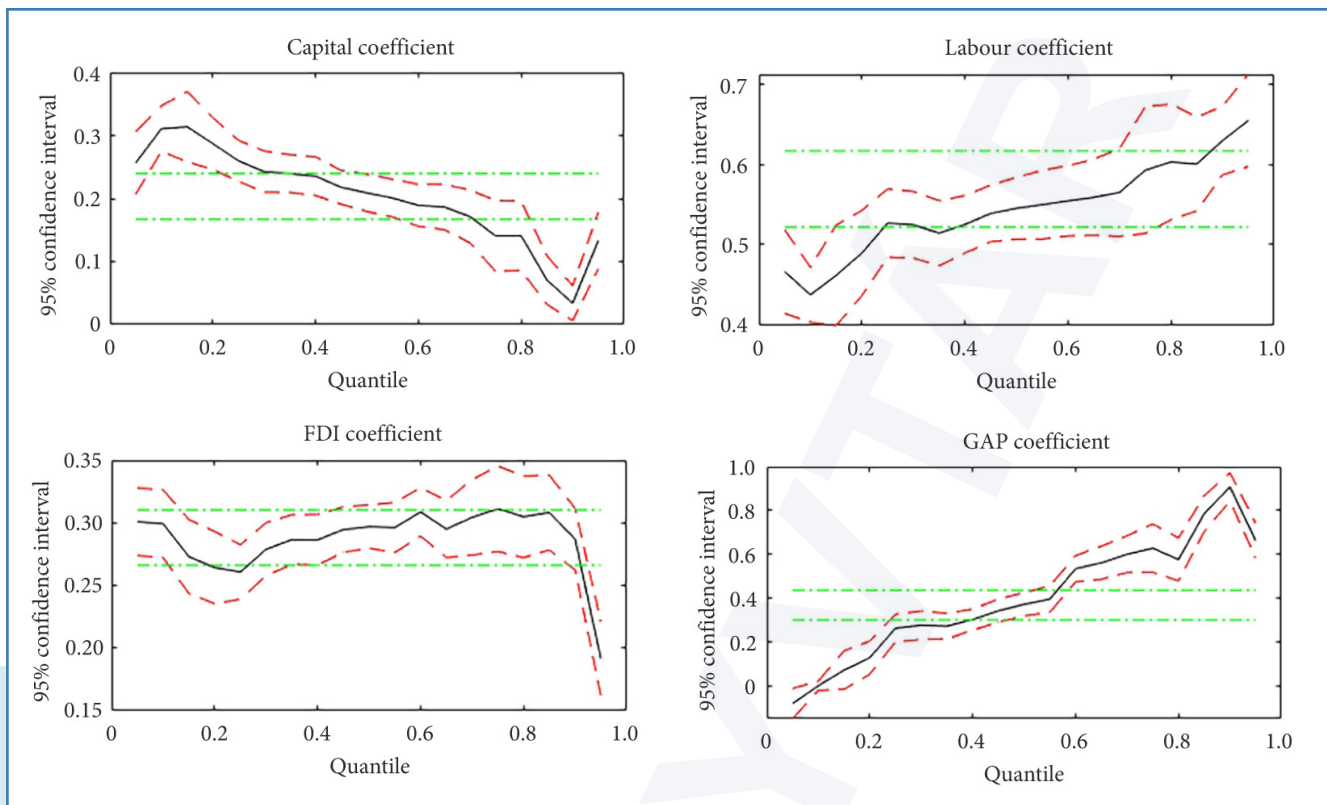 Capital coefficient
95% confidence interval
0.4
0.3
0.2
0.1
0
0 0.2 0.4 0.6 0.8 1.0
Quantile
Labour coefficient
95% confidence interval
0.7
0.6
0.5
0.4
0 0.2 0.4 0.6 0.8 1.0
Quantile
FDI coefficient
95% confidence interval
0.35
0.30
0.25
0.20
0.15
0 0.2 0.4 0.6 0.8 1.0
Quantile
GAP coefficient
95% confidence interval
1.0
0.8
0.6
0.4
0.2
0
0 0.2 0.4 0.6 0.8 1.0
Quantile